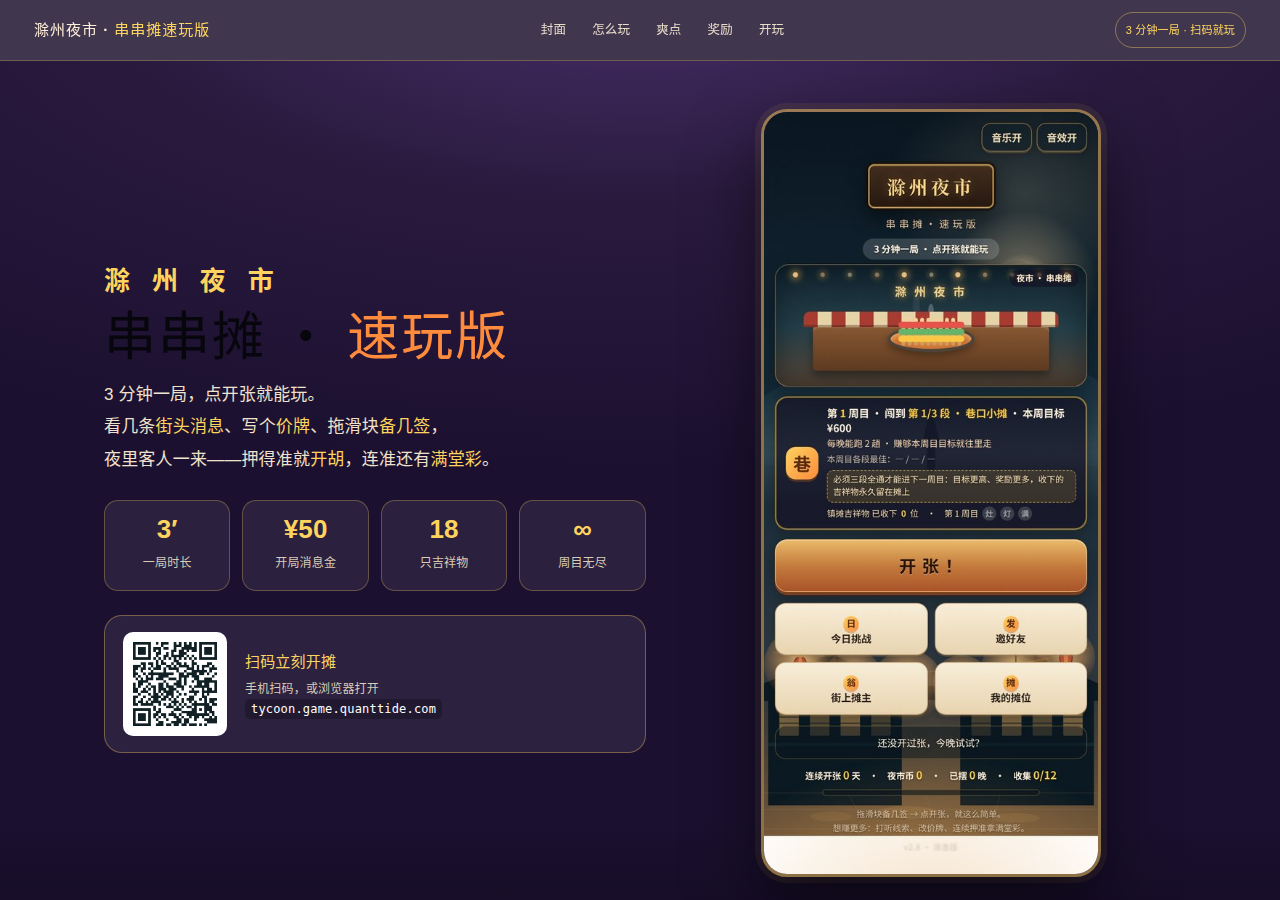 滁州夜市 · 串串摊速玩版
封面
怎么玩
爽点
奖励
开玩
3 分钟一局 · 扫码就玩
滁州夜市
串串摊 · 速玩版
3 分钟一局，点开张就能玩。
看几条街头消息、写个价牌、拖滑块备几签，
夜里客人一来——押得准就开胡，连准还有满堂彩。
3′
一局时长
¥50
开局消息金
18
只吉祥物
∞
周目无尽
扫码立刻开摊
手机扫码，或浏览器打开
tycoon.game.quanttide.com
音乐开
音效开
滁州夜市
串串摊 · 速玩版
3 分钟一局 · 点开张就能玩
夜市 · 串串摊
滁州夜市
第 1 周目 · 闯到 第 1/3 段 · 巷口小摊 · 本周目标
¥600
巷
每晚能跑 2 趟 · 赚够本周目目标就往里走
本周目各段最佳：— / — / —
必须三段全通才能进下一周目：目标更高、奖励更多，收下的
吉祥物永久留在摊上
镇摊吉祥物 已收下 0 位 · 第 1 周目 灶 灯 满
开张！
日
今日挑战
发
邀好友
翁
街上摊主
摊
我的摊位
还没开过张，今晚试试？
连续开张 0 天 · 夜市币 0 · 已摆 0 晚 · 收集 0/12
拖滑块备几签 → 点开张，就这么简单。
想赚更多：打听线索、改价牌、连续押准拿满堂彩。